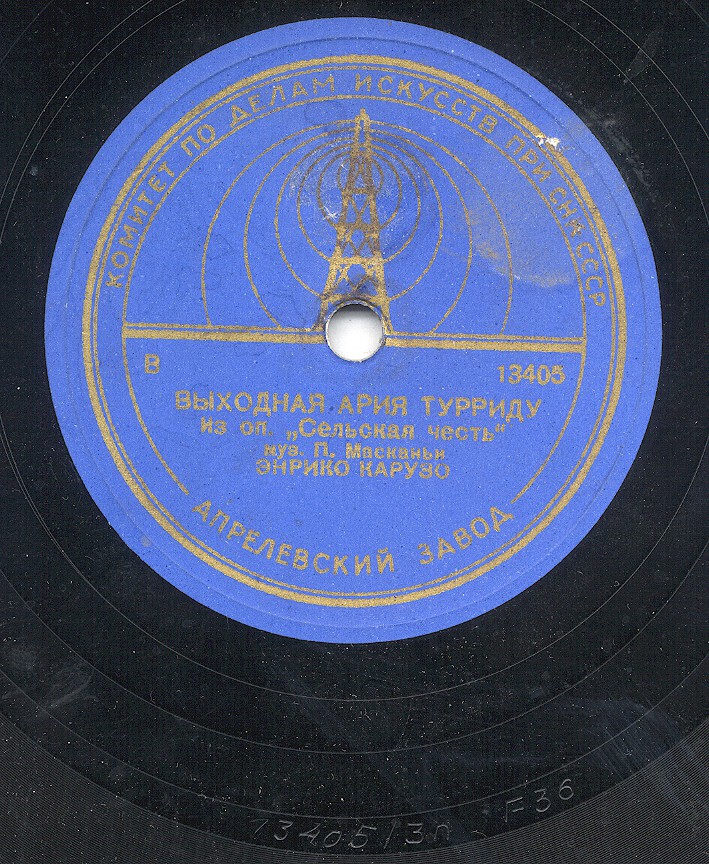 КОМИТЕТ ПО ДЕЛАМ ИСКУССТВ ПРИ СНК СССР
В 13405
ВЫХОДНАЯ АРИЯ ТУРРИДУ
из оп. „Сельская честь“
муз. П. Масканьи
ЭНРИКО КАРУЗО
АПРЕЛЕВСКИЙ ЗАВОД
13405/3п F36